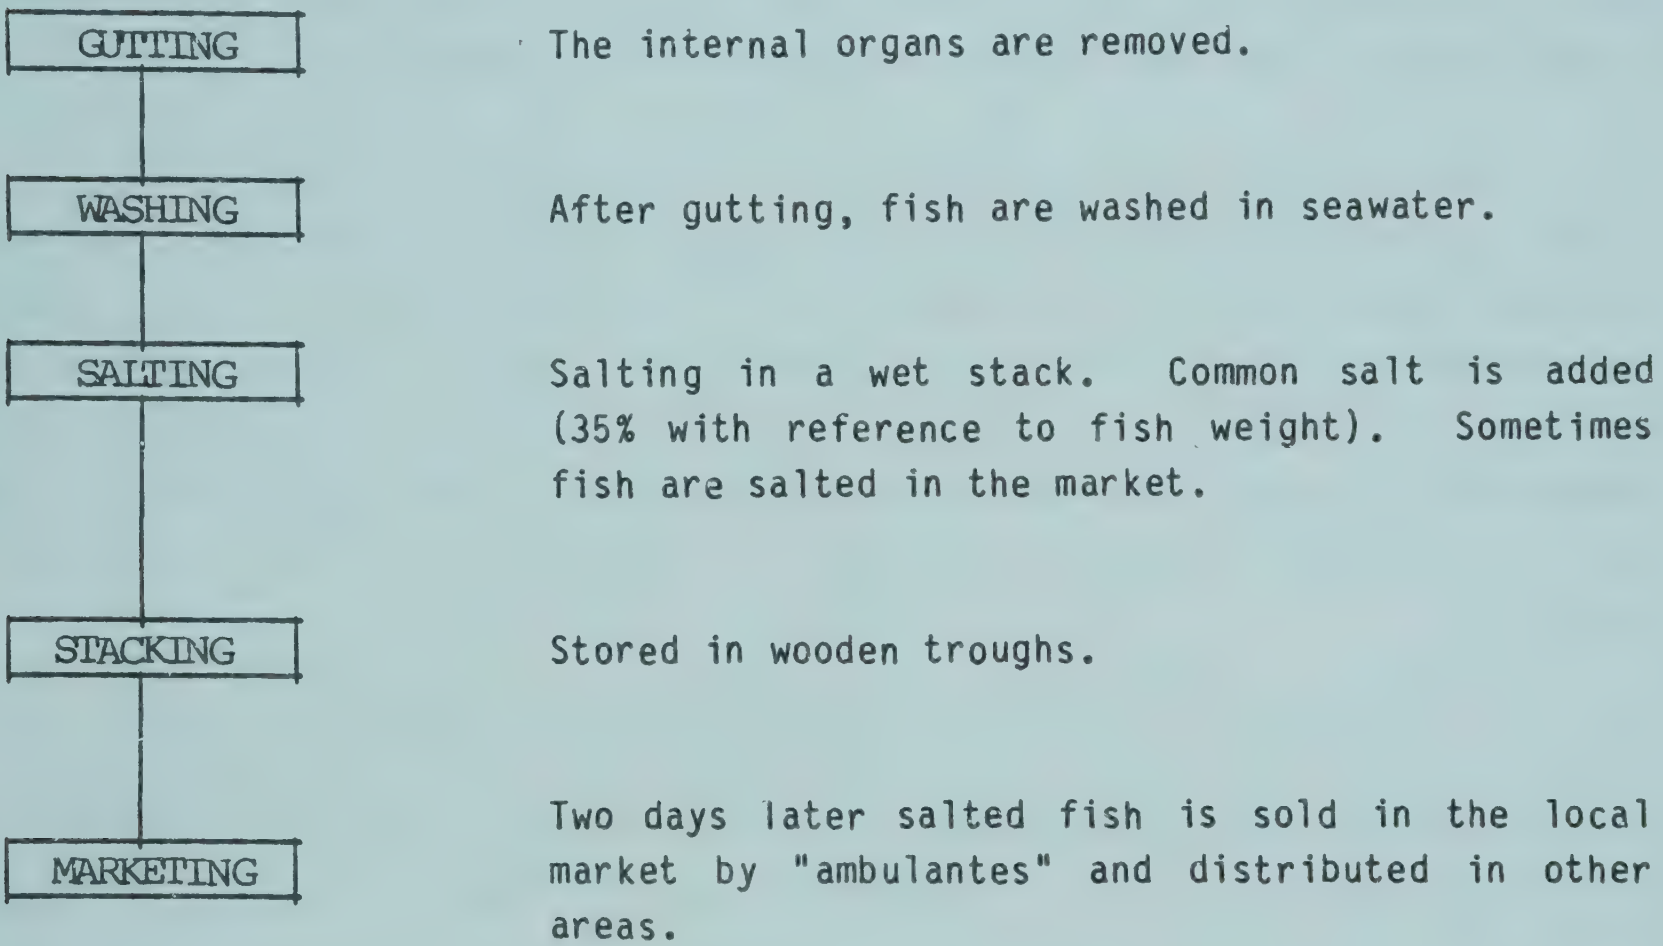 GUTTING
The internal organs are removed.
WASHING
After gutting, fish are washed in seawater.
SALTING
Salting in a wet stack. Common salt is added
(35% with reference to fish weight). Sometimes
fish are salted in the market.
STACKING
Stored in wooden troughs.
MARKETING
Two days later salted fish is sold in the local
market by "ambulantes" and distributed in other
areas.